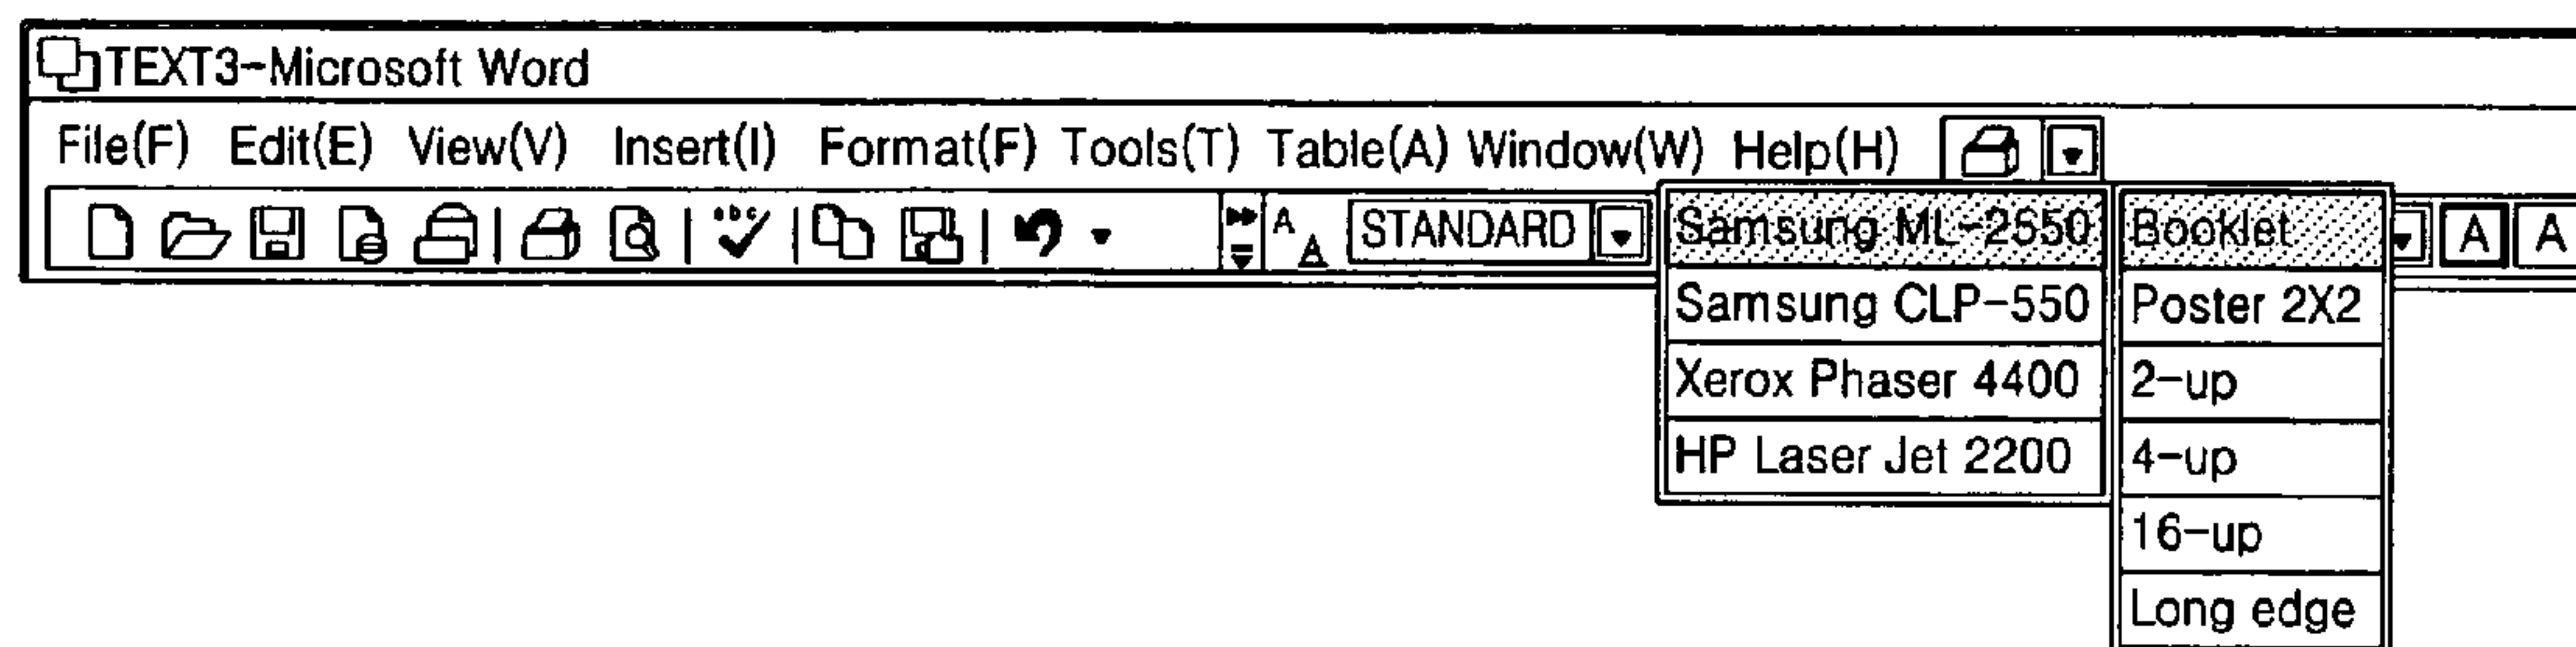 TEXT3-Microsoft Word
File(F) Edit(E) View(V) Insert(I) Format(F) Tools(T) Table(A) Window(W) Help(H)
abc A A STANDARD Samsung ML-2550 Booklet A A
Samsung CLP-550 Poster 2X2
Xerox Phaser 4400 2-up
HP Laser Jet 2200 4-up
16-up
Long edge